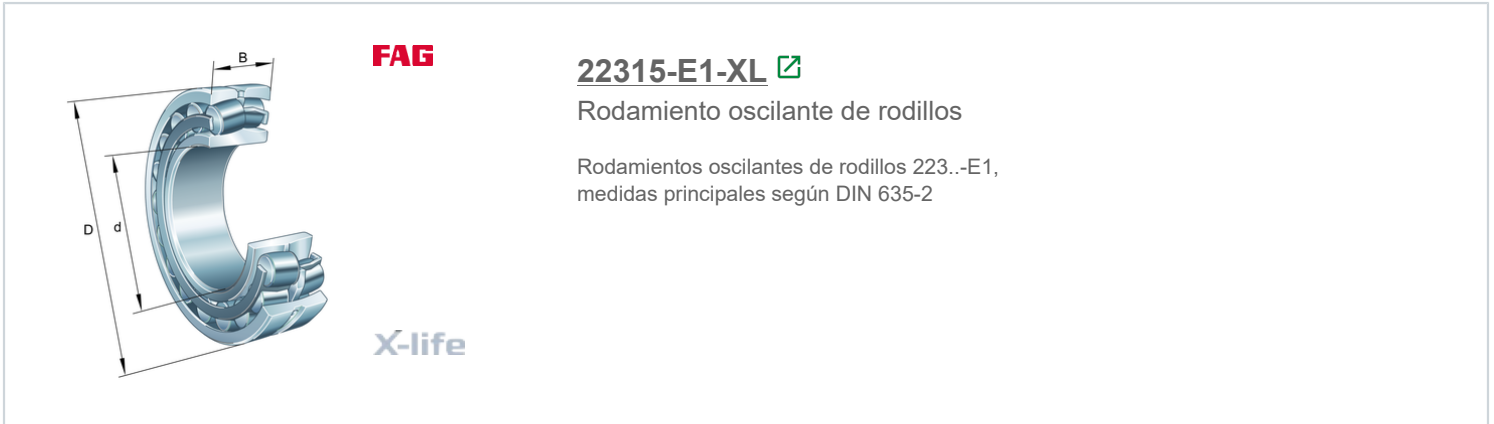 FAG
B
D
d
X-life
22315-E1-XL
Rodamiento oscilante de rodillos
Rodamientos oscilantes de rodillos 223..-E1,
medidas principales según DIN 635-2